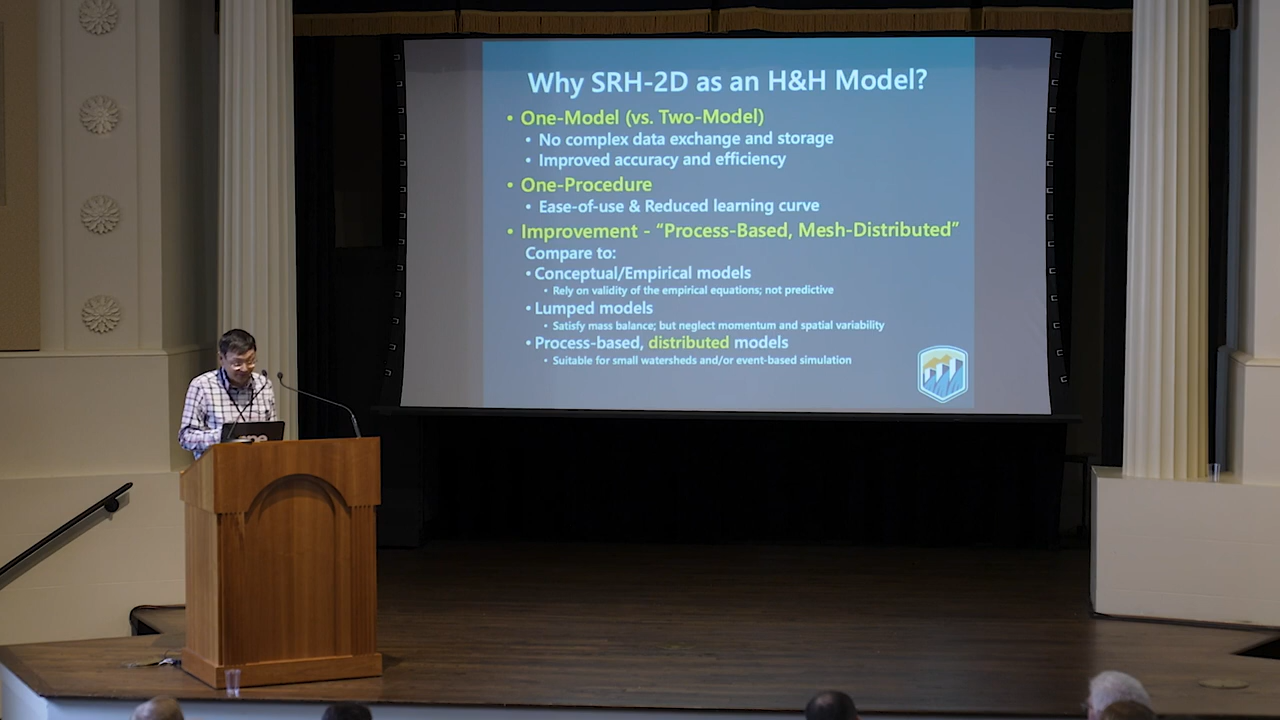 Why SRH-2D as an H&H Model?
• One-Model (vs. Two-Model)
• No complex data exchange and storage
• Improved accuracy and efficiency
• One-Procedure
• Ease-of-use & Reduced learning curve
• Improvement - “Process-Based, Mesh-Distributed”
Compare to:
• Conceptual/Empirical models
• Rely on validity of the empirical equations; not predictive
• Lumped models
• Satisfy mass balance; but neglect momentum and spatial variability
• Process-based, distributed models
• Suitable for small watersheds and/or event-based simulation